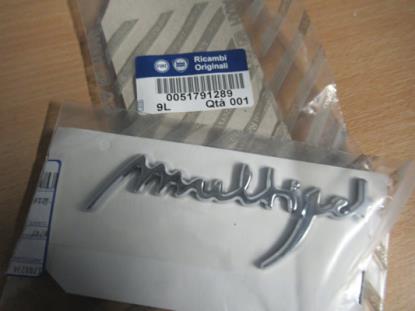 Ricambi
Originali
0051791289
9L Qtà 001
Multijet